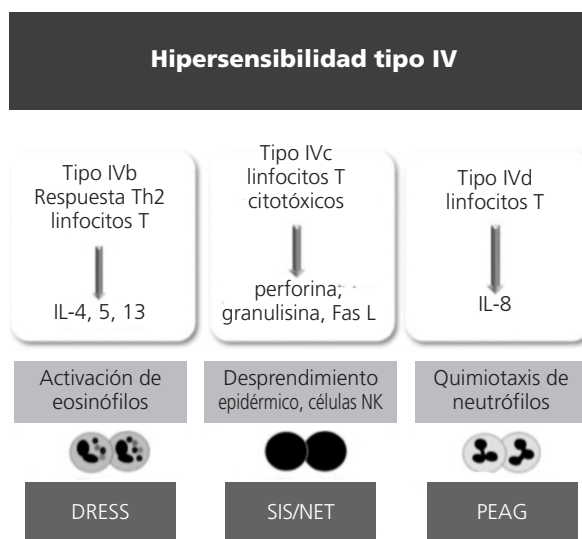 Hipersensibilidad tipo IV
Tipo IVb
Respuesta Th2
linfocitos T
IL-4, 5, 13
Activación de
eosinófilos
DRESS
Tipo IVc
linfocitos T
citotóxicos
perforina;
granulisina, Fas L
Desprendimiento
epidérmico, células NK
SIS/NET
Tipo IVd
linfocitos T
IL-8
Quimiotaxis de
neutrófilos
PEAG